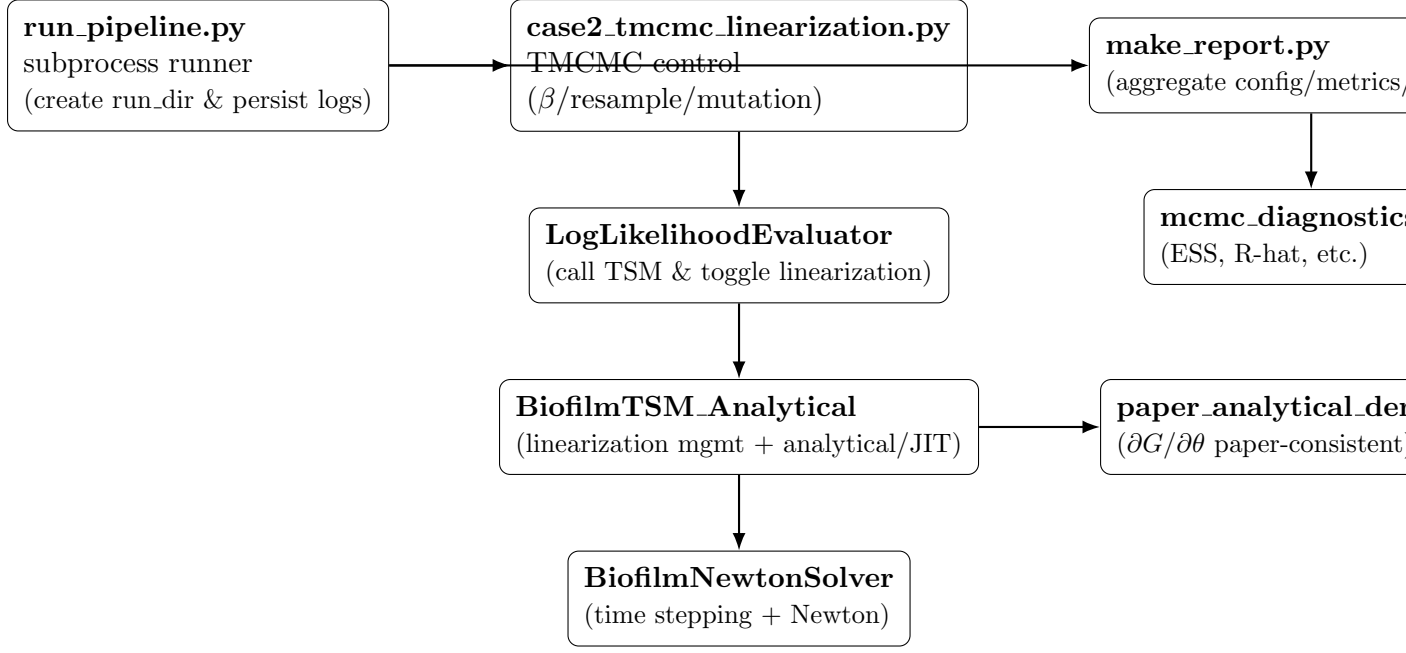 run_pipeline.py
subprocess runner
(create run_dir & persist logs)
case2_tmcmc_linearization.py
TMCMC control
(β/resample/mutation)
make_report.py
(aggregate config/metrics/
mcmc_diagnostics
(ESS, R-hat, etc.)
LogLikelihoodEvaluator
(call TSM & toggle linearization)
BiofilmTSM_Analytical
(linearization mgmt + analytical/JIT)
paper_analytical_der
(∂G/∂θ paper-consistent)
BiofilmNewtonSolver
(time stepping + Newton)